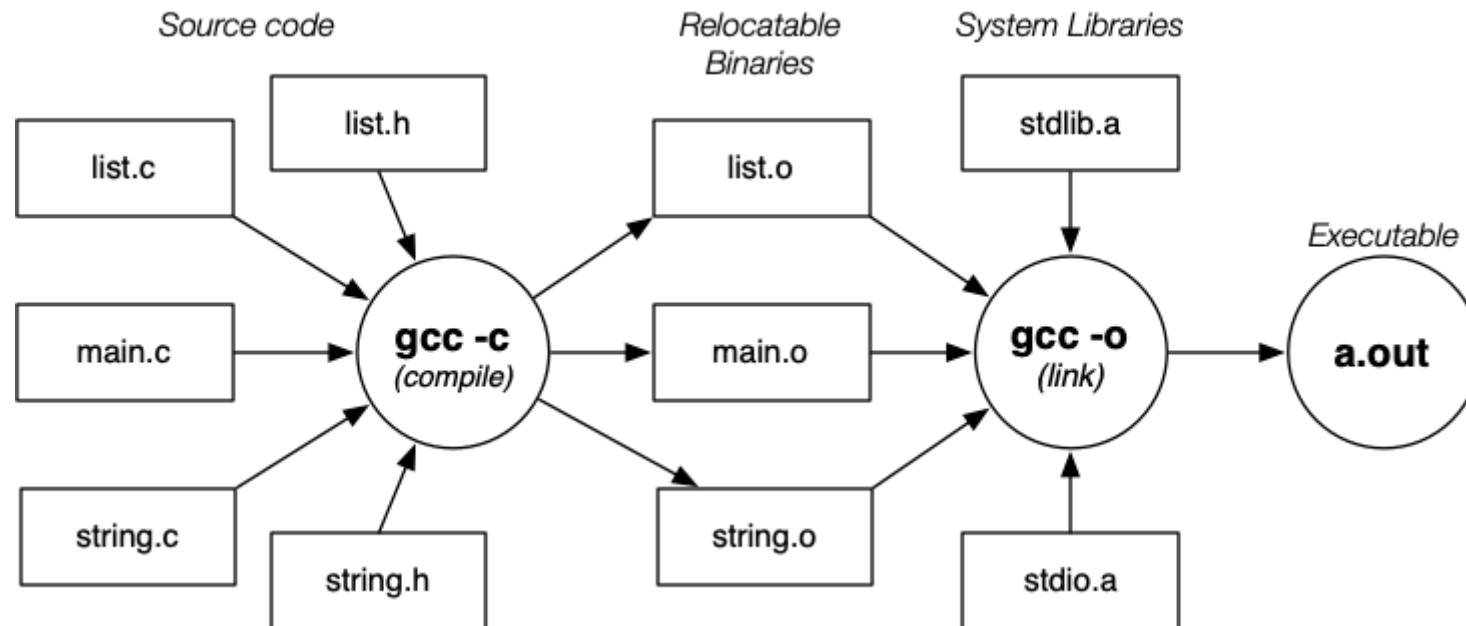 Source code
Relocatable
Binaries
System Libraries
list.h
list.c
list.o
stdlib.a
Executable
main.c
gcc -c
(compile)
main.o
gcc -o
(link)
a.out
string.c
string.h
string.o
stdio.a